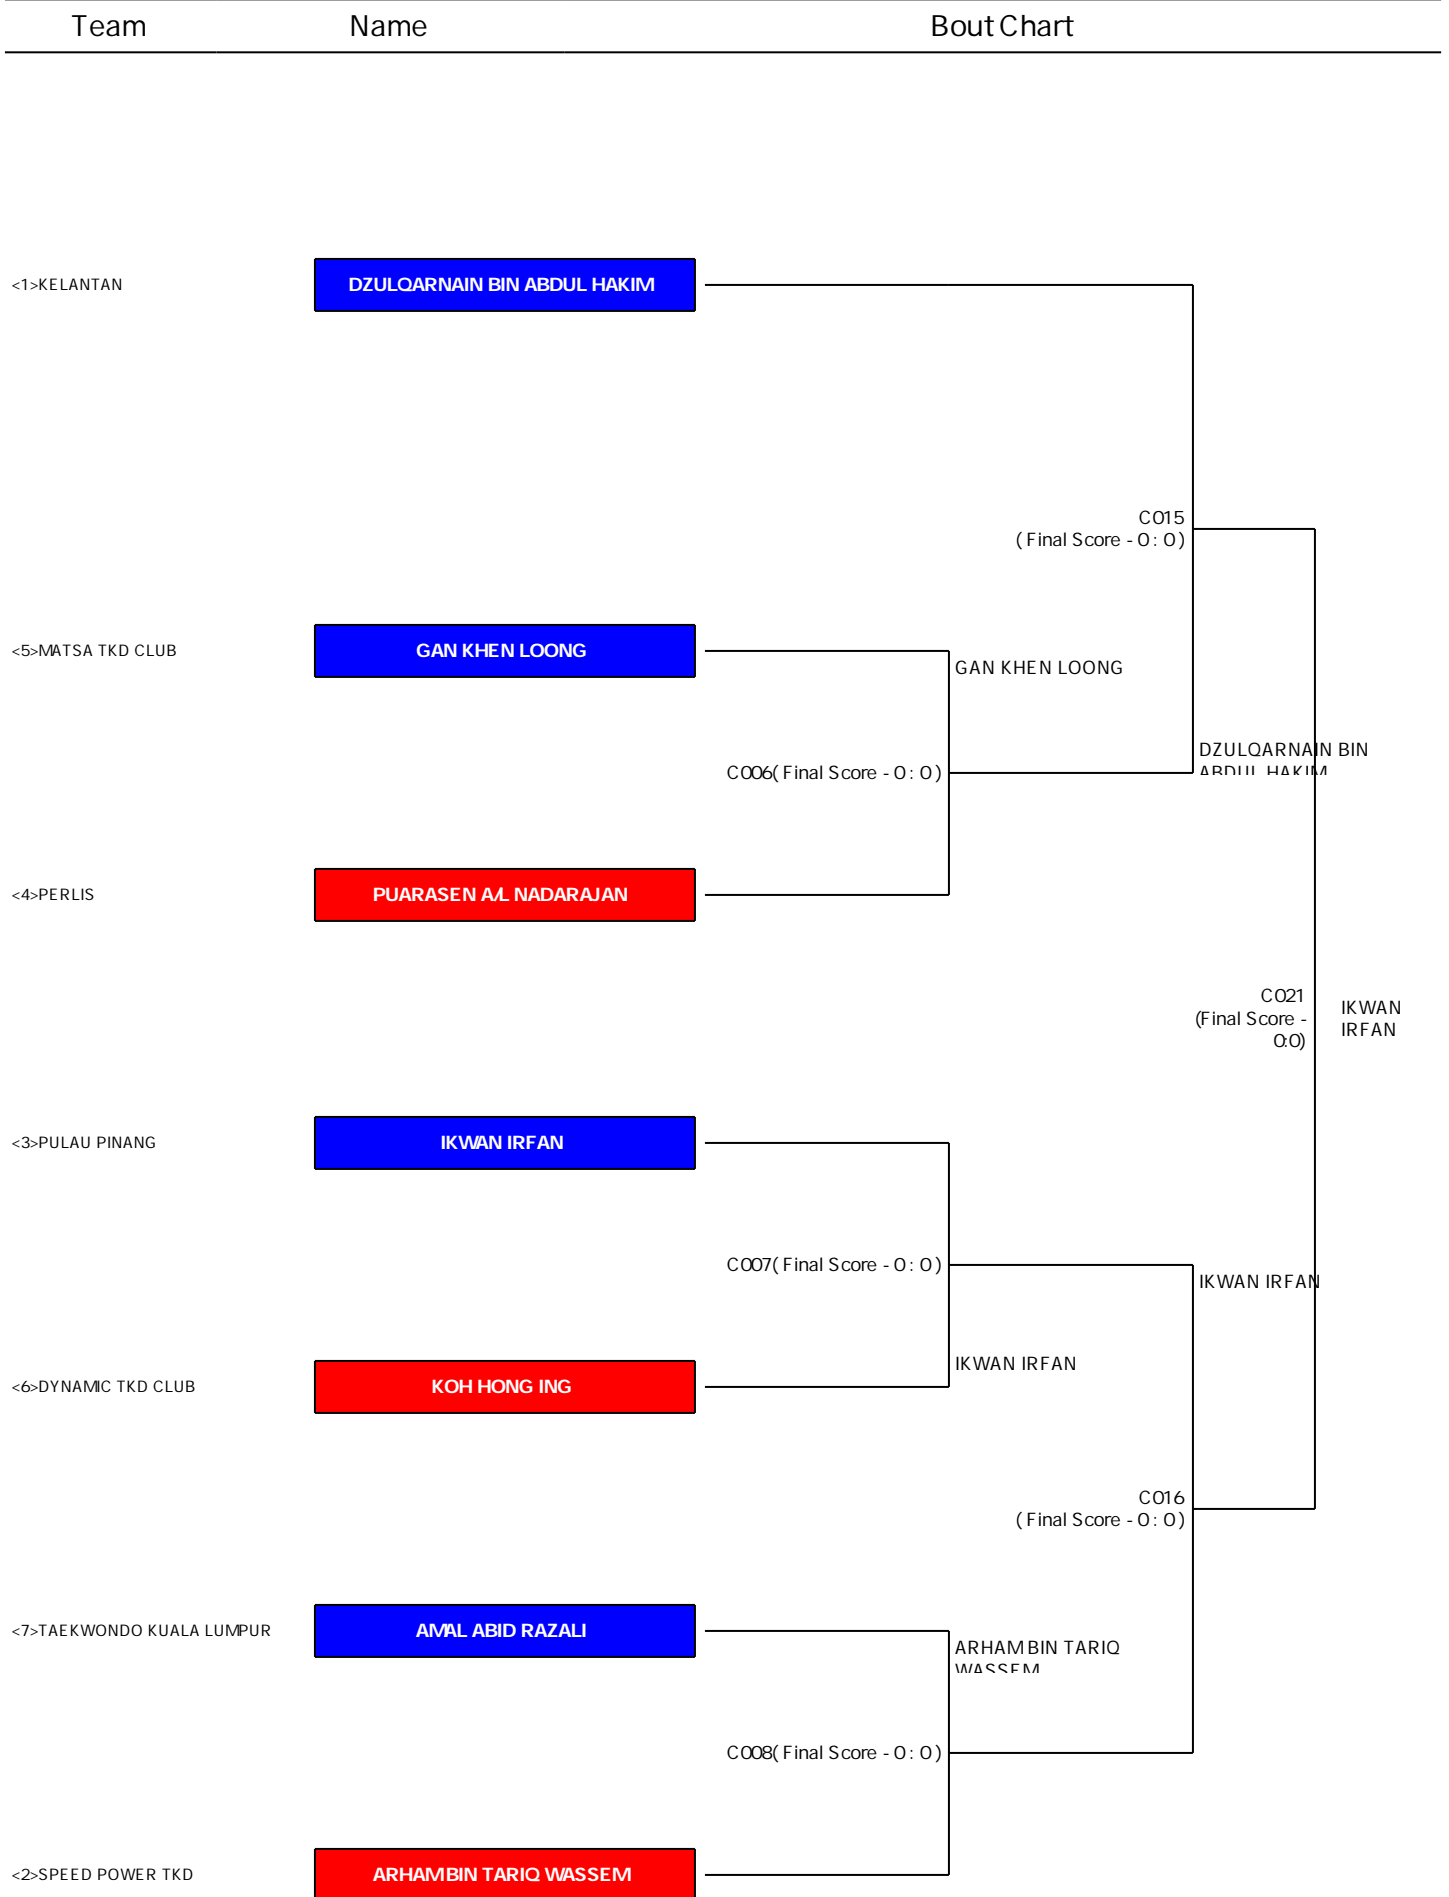 Team Name Bout Chart
<1>KELANTAN DZULQARNAIN BIN ABDUL HAKIM
C015
( Final Score - 0 : 0 )
<5>MATSA TKD CLUB GAN KHEN LOONG
GAN KHEN LOONG
DZULQARNAIN BIN
ABDUL HAKIM
C006( Final Score - 0 : 0 )
<4>PERLIS PUARASEN A/L NADARAJAN
C021
(Final Score -
0:0)
IKWAN
IRFAN
<3>PULAU PINANG IKWAN IRFAN
C007( Final Score - 0 : 0 )
IKWAN IRFAN
IKWAN IRFAN
<6>DYNAMIC TKD CLUB KOH HONG ING
C016
( Final Score - 0 : 0 )
<7>TAEKWONDO KUALA LUMPUR AMAL ABID RAZALI
ARHAM BIN TARIQ
WASSEM
C008( Final Score - 0 : 0 )
<2>SPEED POWER TKD ARHAM BIN TARIQ WASSEM